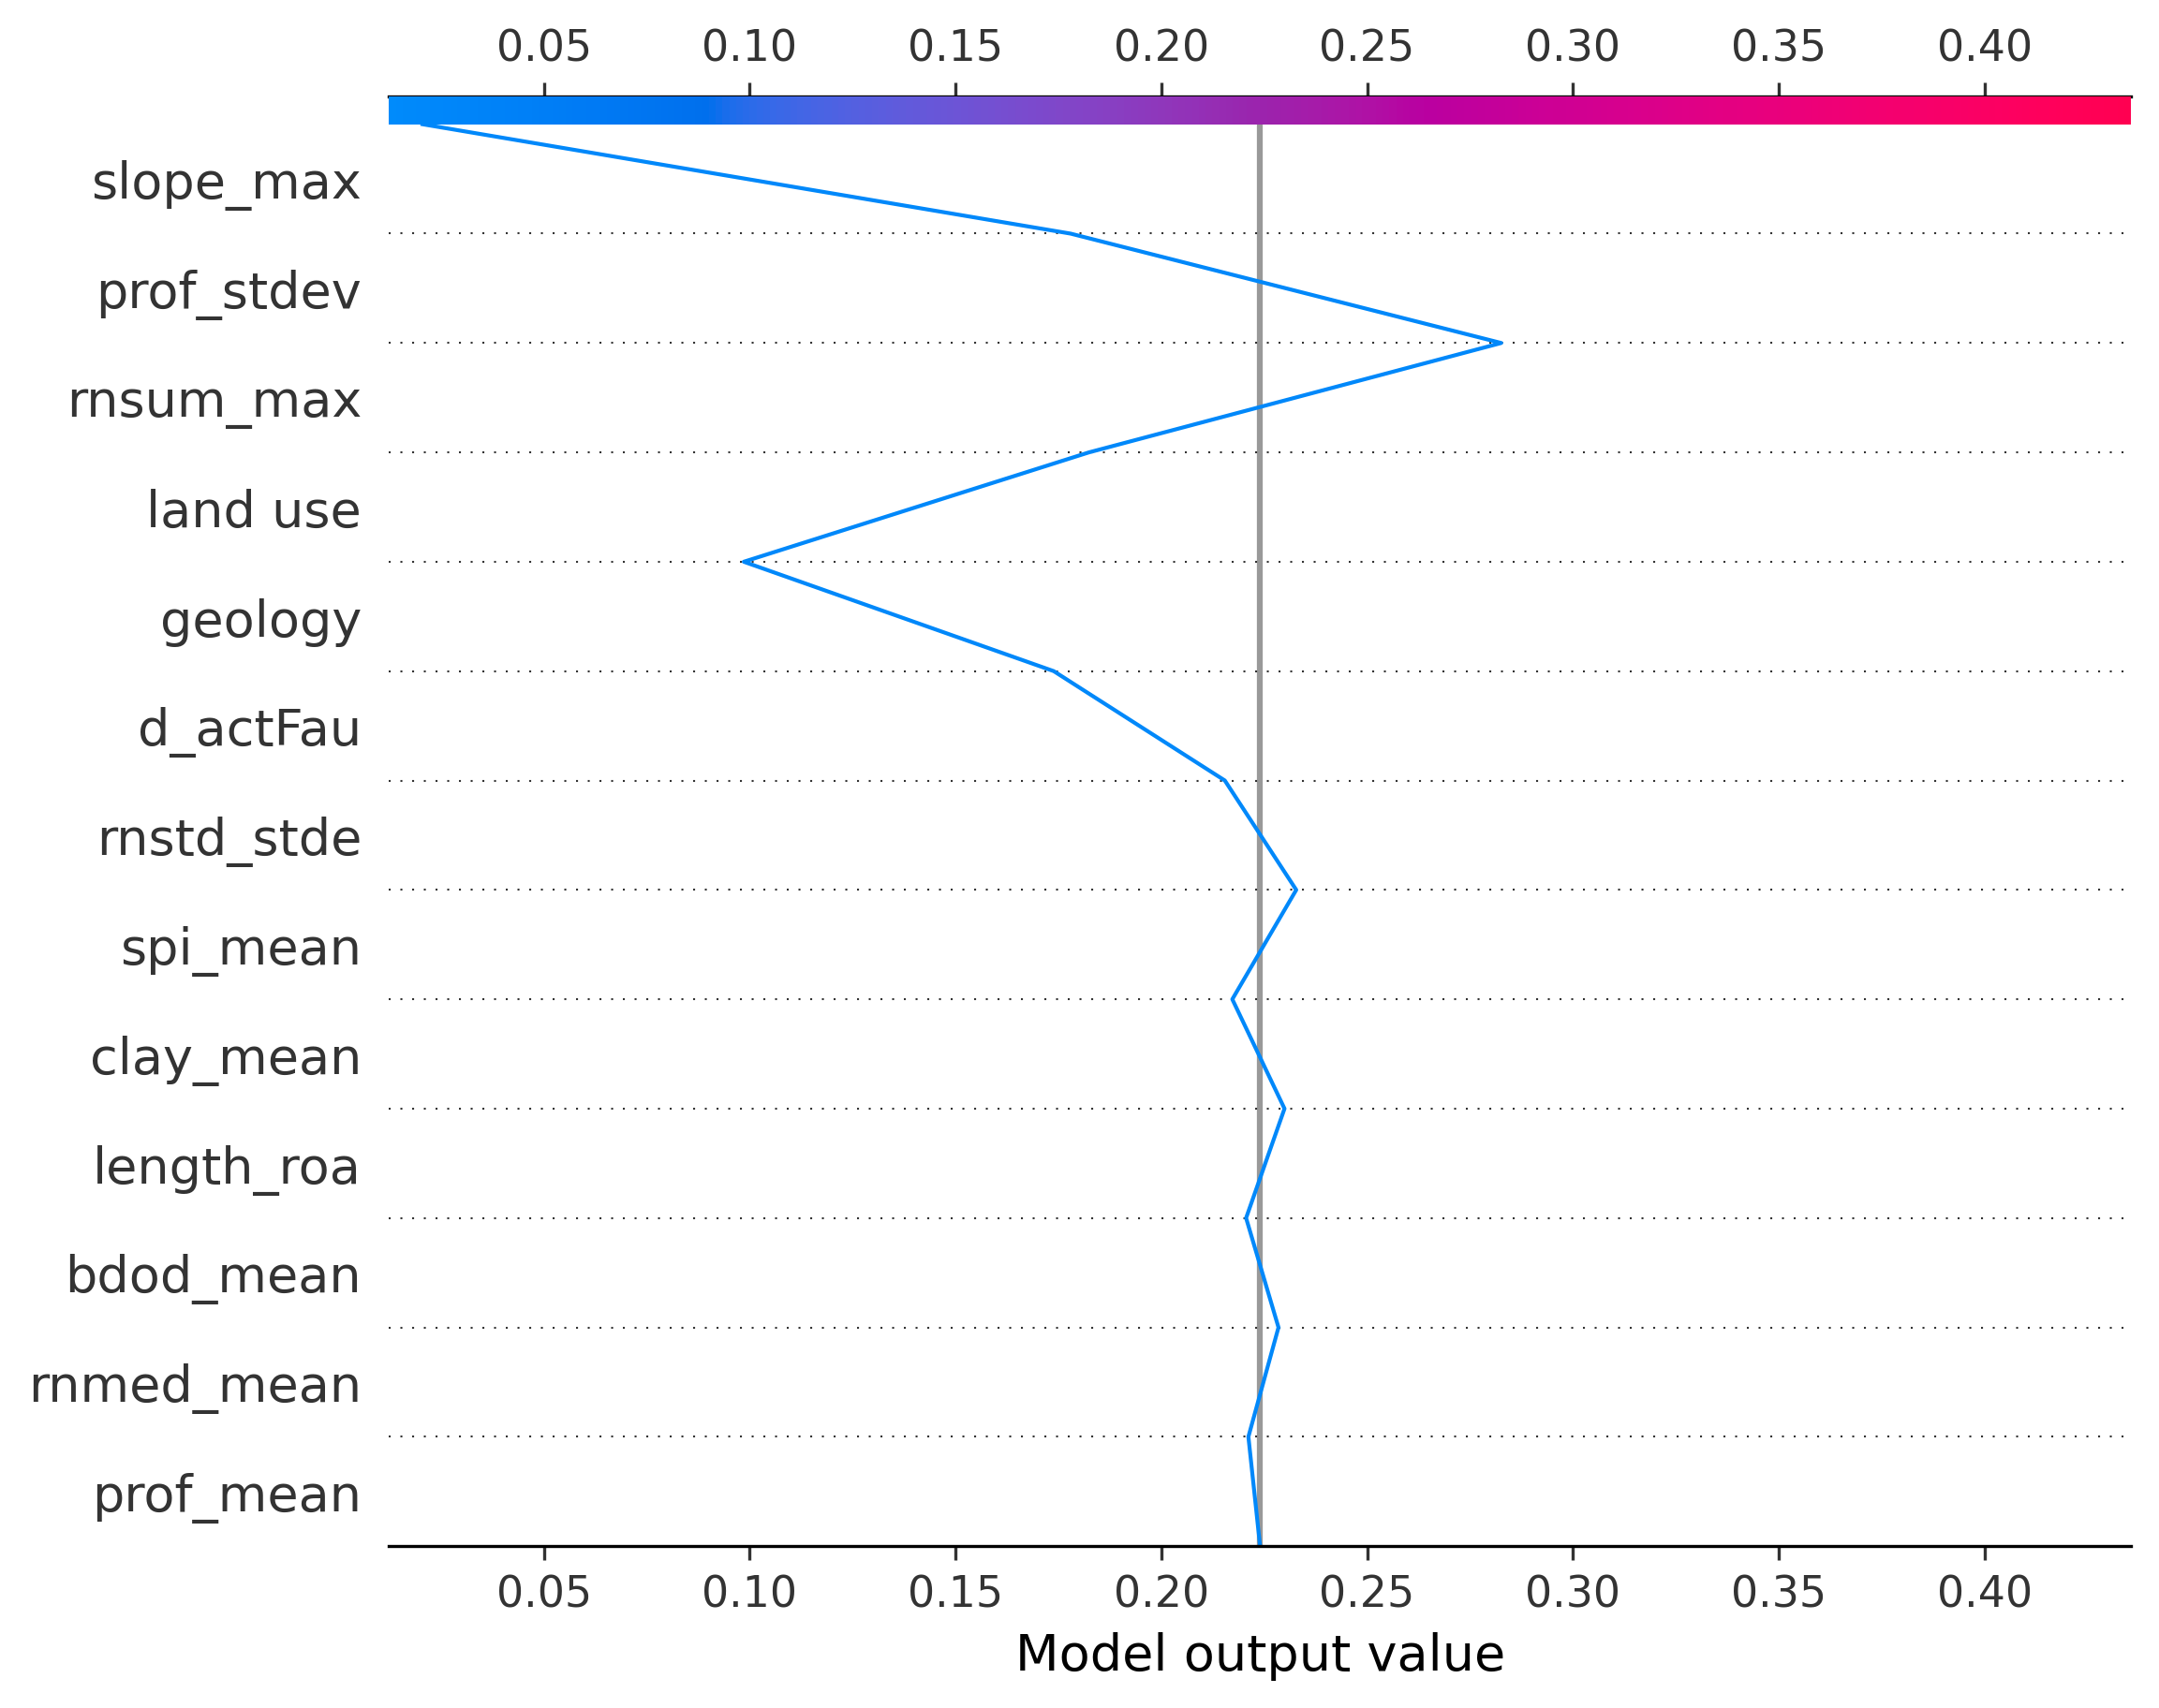 0.05 0.10 0.15 0.20 0.25 0.30 0.35 0.40
slope_max
prof_stdev
rnsum_max
land use
geology
d_actFau
rnstd_stde
spi_mean
clay_mean
length_roa
bdod_mean
rnmed_mean
prof_mean
0.05 0.10 0.15 0.20 0.25 0.30 0.35 0.40
Model output value